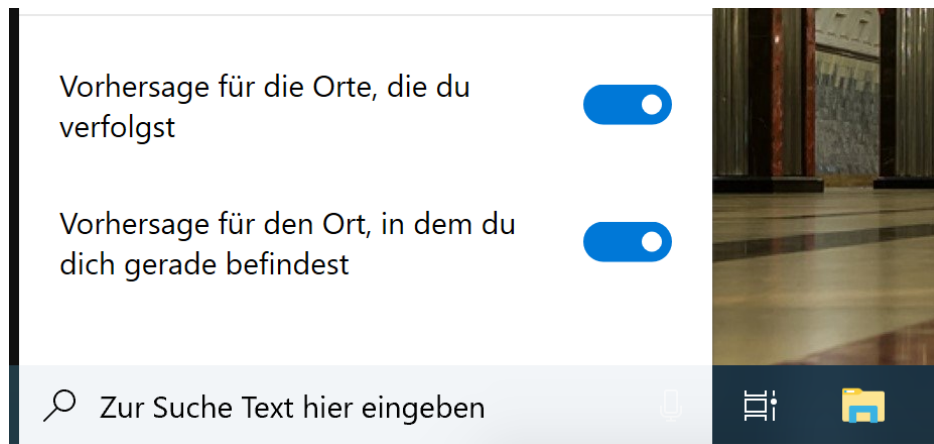 Vorhersage für die Orte, die du
verfolgst
Vorhersage für den Ort, in dem du
dich gerade befindest
Zur Suche Text hier eingeben